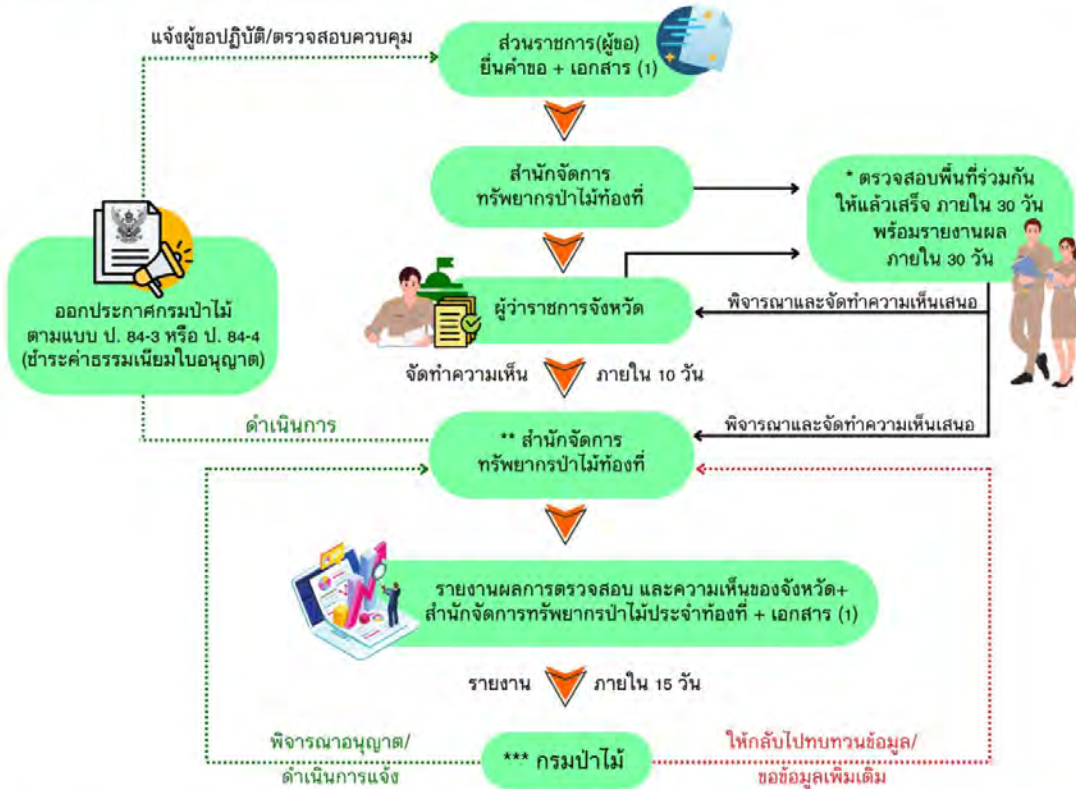 แจ้งผู้ขอปฏิบัติ/ตรวจสอบควบคุม
ส่วนราชการ(ผู้ขอ)
ยื่นคำขอ + เอกสาร (1)
สำนักจัดการ
ทรัพยากรป่าไม้ท้องที่
* ตรวจสอบพื้นที่ร่วมกัน
ให้แล้วเสร็จ ภายใน 30 วัน
พร้อมรายงานผล
ภายใน 30 วัน
ออกประกาศกรมป่าไม้
ตามแบบ ป. 84-3 หรือ ป. 84-4
(ชำระค่าธรรมเนียมใบอนุญาต)
ผู้ว่าราชการจังหวัด
พิจารณาและจัดทำความเห็นเสนอ
จัดทำความเห็น ภายใน 10 วัน
ดำเนินการ
พิจารณาและจัดทำความเห็นเสนอ
** สำนักจัดการ
ทรัพยากรป่าไม้ท้องที่
รายงานผลการตรวจสอบ และความเห็นของจังหวัด+
สำนักจัดการทรัพยากรป่าไม้ประจำท้องที่ + เอกสาร (1)
รายงาน ภายใน 15 วัน
พิจารณาอนุญาต/
ดำเนินการแจ้ง
*** กรมป่าไม้
ให้กลับไปทบทวนข้อมูล/
ขอข้อมูลเพิ่มเติม